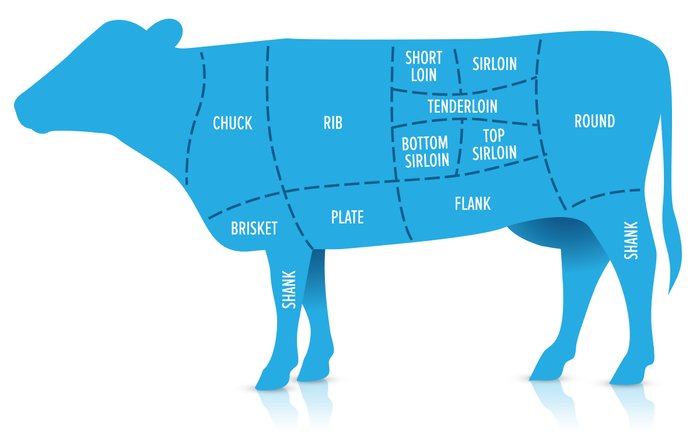 SHORT
LOIN
SIRLOIN
TENDERLOIN
CHUCK
RIB
BOTTOM
SIRLOIN
TOP
SIRLOIN
ROUND
BRISKET
PLATE
FLANK
SHANK
SHANK